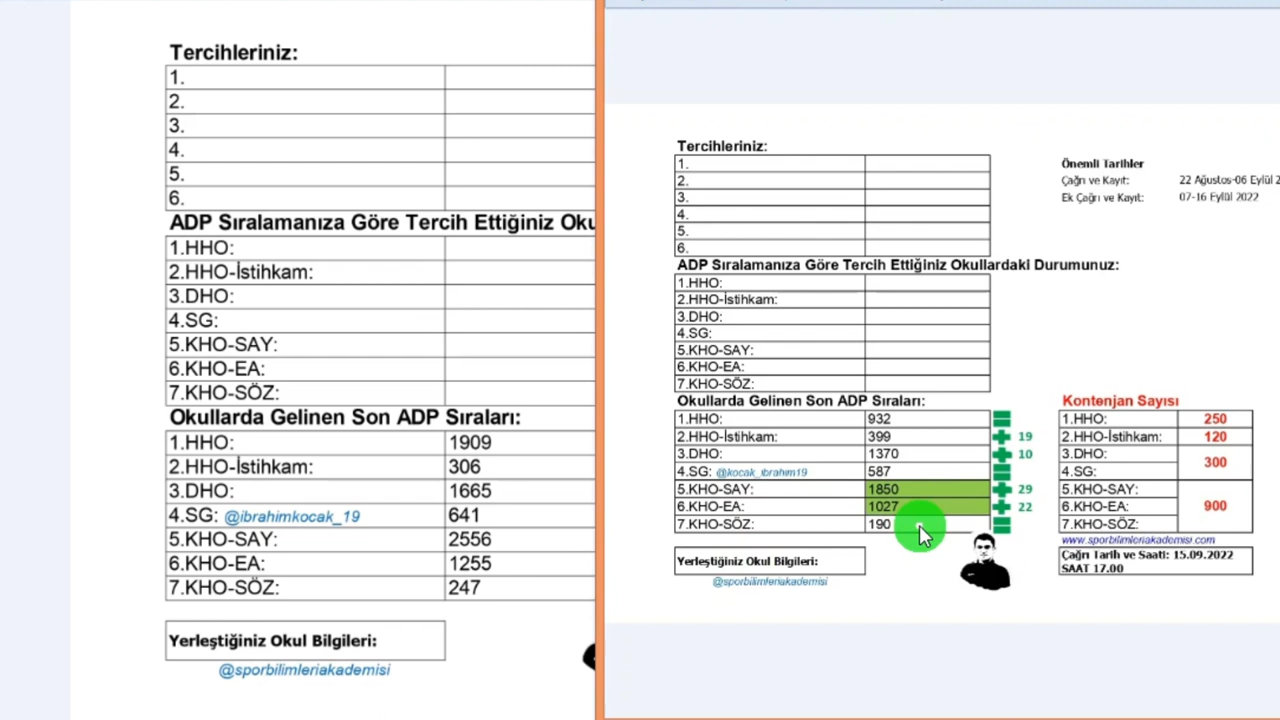 Tercihleriniz:
1.
2.
3.
4.
5.
6.
ADP Sıralamanıza Göre Tercih Ettiğiniz Oku
1.HHO:
2.HHO-İstihkam:
3.DHO:
4.SG:
5.KHO-SAY:
6.KHO-EA:
7.KHO-SÖZ:
Okullarda Gelinen Son ADP Sıraları:
1.HHO: 1909
2.HHO-İstihkam: 306
3.DHO: 1665
4.SG: @ibrahimkocak_19 641
5.KHO-SAY: 2556
6.KHO-EA: 1255
7.KHO-SÖZ: 247
Yerleştiğiniz Okul Bilgileri:
@sporbilimleriakademisi
Tercihleriniz:
1.
2.
3.
4.
5.
6.
ADP Sıralamanıza Göre Tercih Ettiğiniz Okullardaki Durumunuz:
1.HHO:
2.HHO-İstihkam:
3.DHO:
4.SG:
5.KHO-SAY:
6.KHO-EA:
7.KHO-SÖZ:
Okullarda Gelinen Son ADP Sıraları:
1.HHO: 932
2.HHO-İstihkam: 399 19
3.DHO: 1370 10
4.SG: @kocak_ibrahim19 587
5.KHO-SAY: 1850 29
6.KHO-EA: 1027 22
7.KHO-SÖZ: 190
Yerleştiğiniz Okul Bilgileri:
@sporbilimleriakademisi
Önemli Tarihler
Çağrı ve Kayıt: 22 Ağustos-06 Eylül 2
Ek Çağrı ve Kayıt: 07-16 Eylül 2022
Kontenjan Sayısı
1.HHO: 250
2.HHO-İstihkam: 120
3.DHO: 300
4.SG:
5.KHO-SAY:
6.KHO-EA: 900
7.KHO-SÖZ:
www.sporbilimleriakademisi.com
Çağrı Tarih ve Saati: 15.09.2022
SAAT 17.00